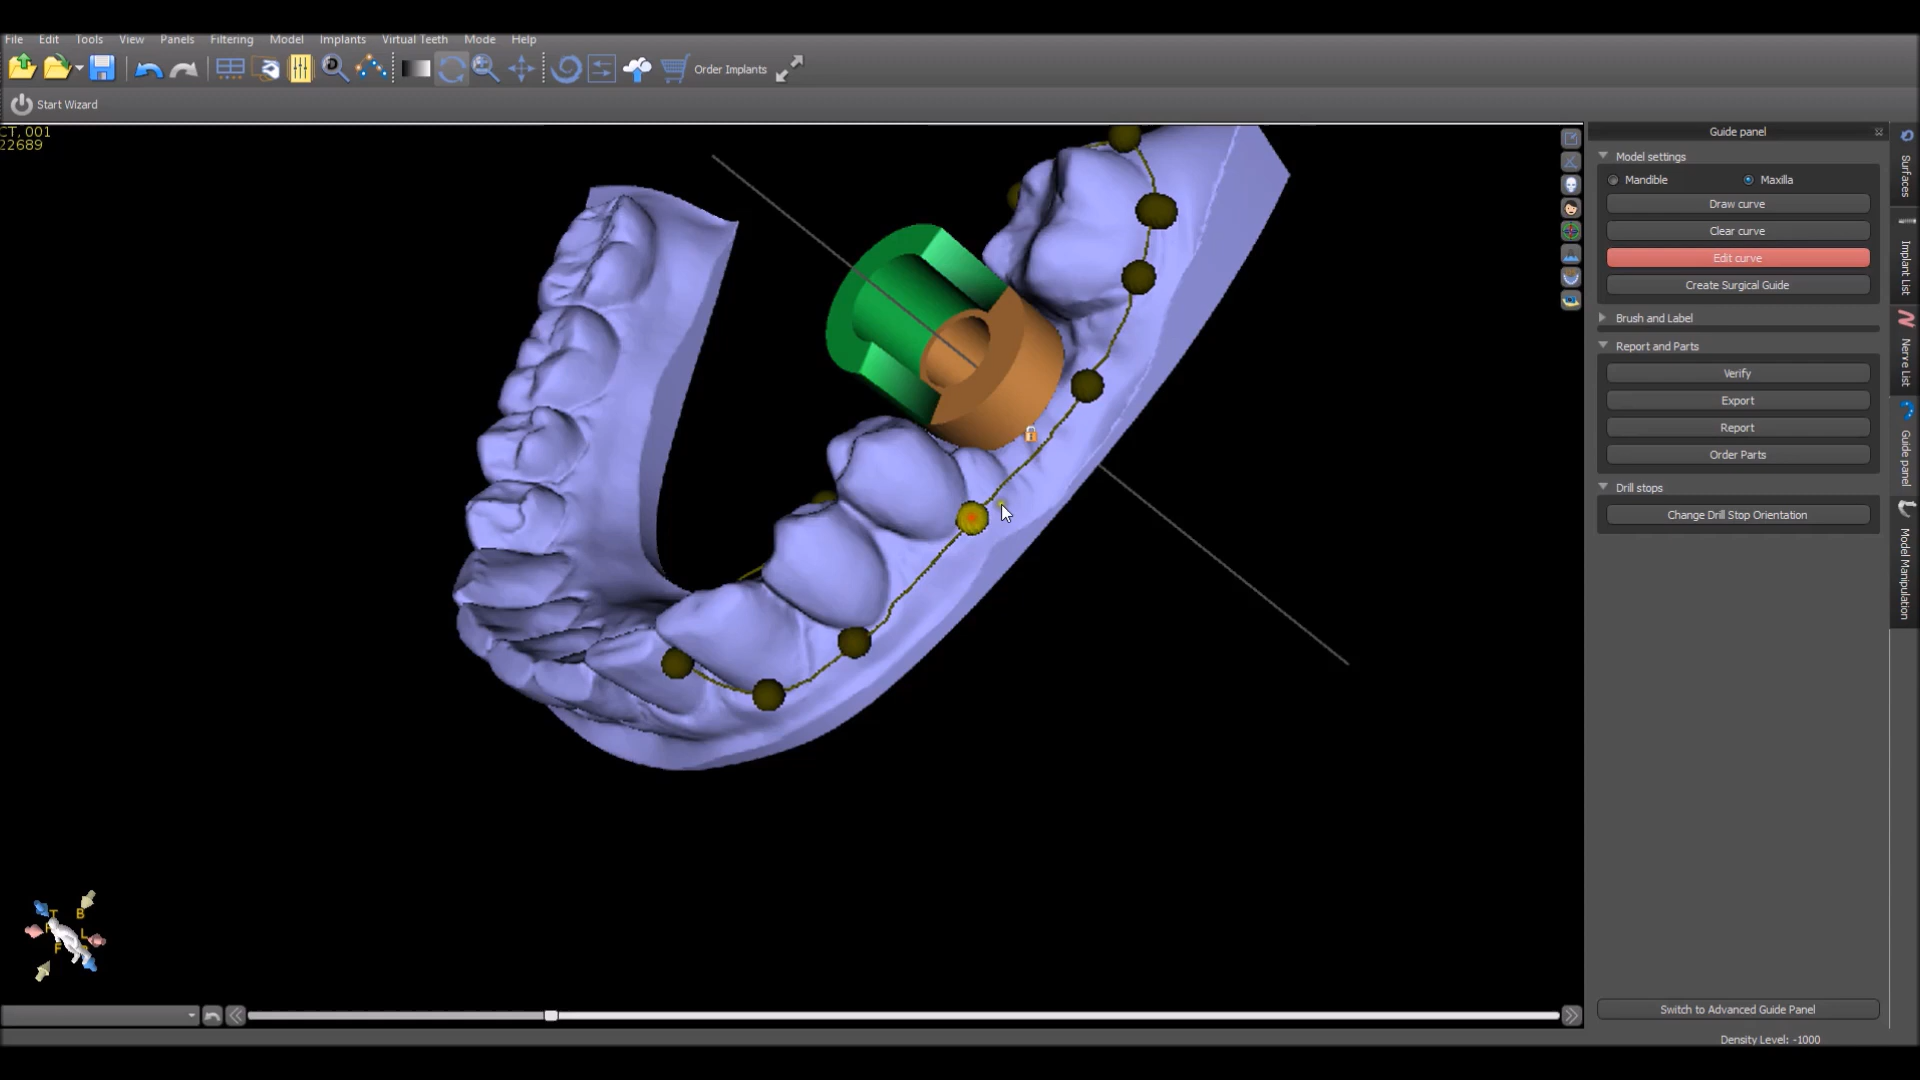 File Edit Tools View Panels Filtering Model Implants Virtual Teeth Mode Help
Order Implants
Start Wizard
CT, 001
22689
Guide panel
Model settings
Mandible Maxilla
Draw curve
Clear curve
Edit curve
Create Surgical Guide
Brush and Label
Report and Parts
Verify
Export
Report
Order Parts
Drill stops
Change Drill Stop Orientation
Surfaces
Implant List
Nerve List
Guide panel
Model Manipulation
T B
L
F
Switch to Advanced Guide Panel
Density Level: -1000